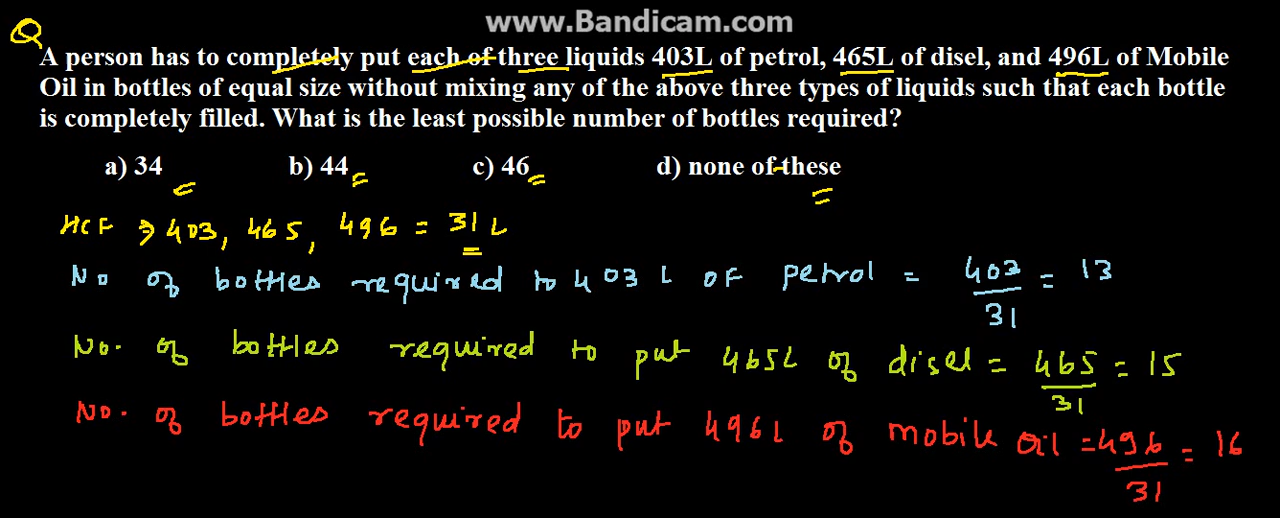 www.Bandicam.com
Q
A person has to completely put each of three liquids 403L of petrol, 465L of disel, and 496L of Mobile
Oil in bottles of equal size without mixing any of the above three types of liquids such that each bottle
is completely filled. What is the least possible number of bottles required?
a) 34 b) 44 c) 46 d) none of these
HCF ⇒ 403, 465, 496 = 31 L
No of bottles required to 403 L OF petrol = 403/31 = 13
No. of bottles required to put 465L of disel = 465/31 = 15
No. of bottles required to put 496L of mobile oil = 496/31 = 16